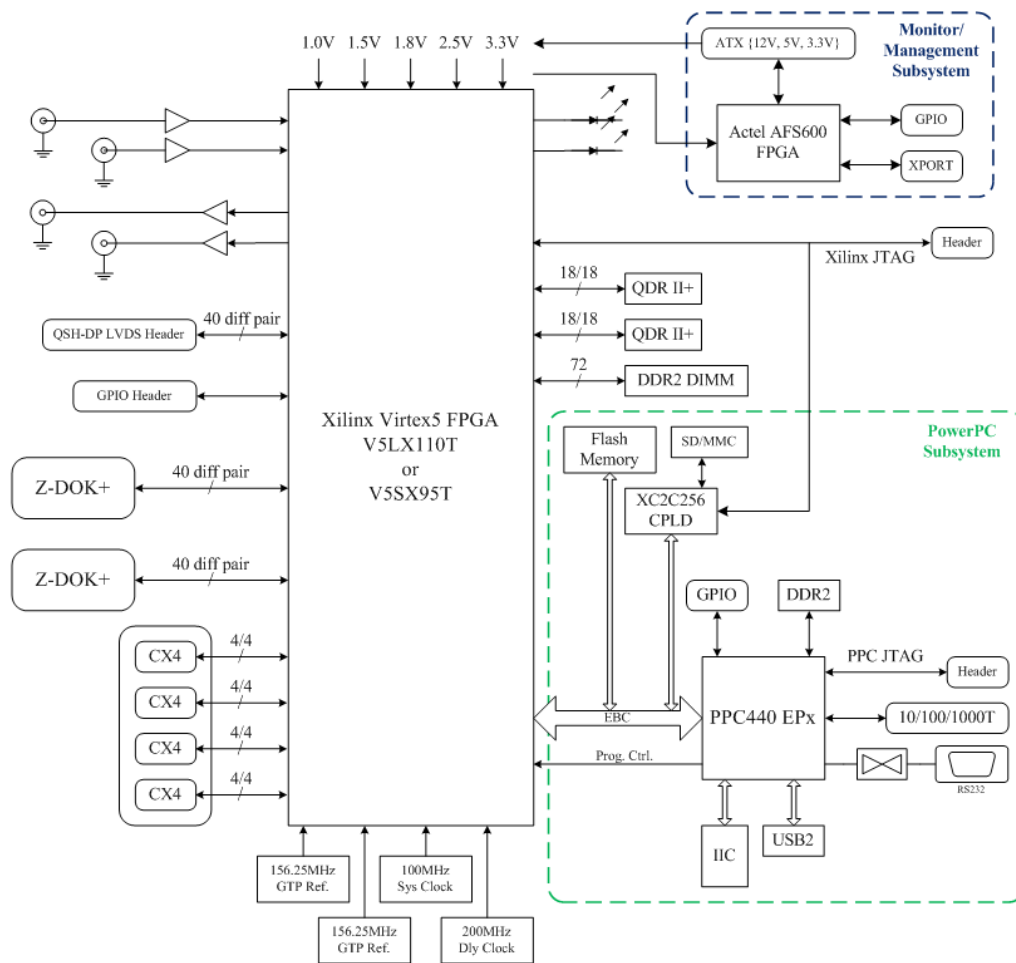 1.0V
1.5V
1.8V
2.5V
3.3V
ATX {12V, 5V, 3.3V}
Monitor/
Management
Subsystem
Actel AFS600
FPGA
GPIO
XPORT
Xilinx JTAG
Header
18/18
QDR II+
18/18
QDR II+
72
DDR2 DIMM
QSH-DP LVDS Header
40 diff pair
GPIO Header
Xilinx Virtex5 FPGA
V5LX110T
or
V5SX95T
Z-DOK+
40 diff pair
Z-DOK+
40 diff pair
CX4
4/4
CX4
4/4
CX4
4/4
CX4
4/4
PowerPC
Subsystem
Flash
Memory
SD/MMC
XC2C256
CPLD
GPIO
DDR2
PPC440 EPx
PPC JTAG
Header
10/100/1000T
RS232
EBC
Prog. Ctrl.
IIC
USB2
156.25MHz
GTP Ref.
100MHz
Sys Clock
156.25MHz
GTP Ref.
200MHz
Dly Clock